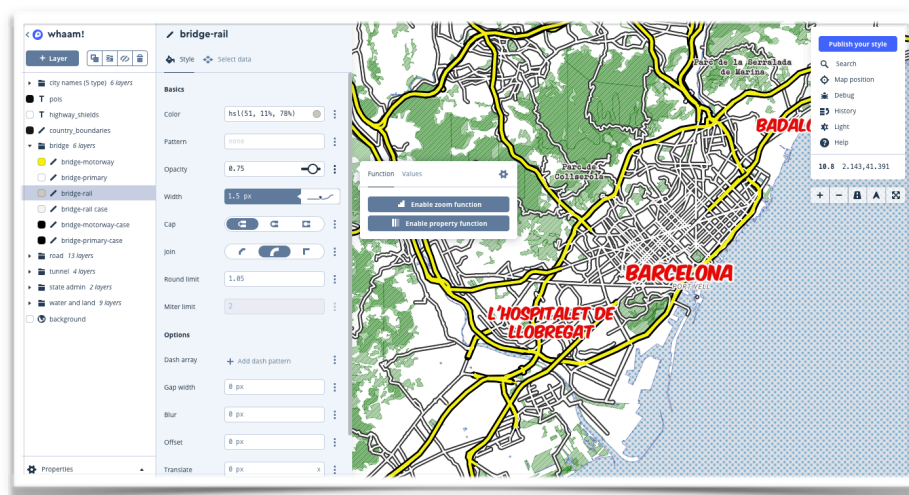 whaam!
+ Layer
city names (5 type) 6 layers
T pois
T highway_shields
country_boundaries
bridge 6 layers
bridge-motorway
bridge-primary
bridge-rail
bridge-rail case
bridge-motorway-case
bridge-primary-case
road 13 layers
tunnel 4 layers
state admin 2 layers
water and land 9 layers
background
Properties
bridge-rail
Style
Select data
Basics
Color
hsl(51, 11%, 78%)
Pattern
none
Opacity
0.75
Width
1.5 px
Cap
Join
Round limit
1.05
Miter limit
2
Options
Dash array
+ Add dash pattern
Gap width
0 px
Blur
0 px
Offset
0 px
Translate
0 px
x
Function
Values
Enable zoom function
Enable property function
Parc de la Serralada
de Marina
BADALO
Parc de
Collserola
BARCELONA
PORT VELL
L'HOSPITALET DE
LLOBREGAT
Publish your style
Search
Map position
Debug
History
Light
Help
10.8 2.143,41.391
+ −